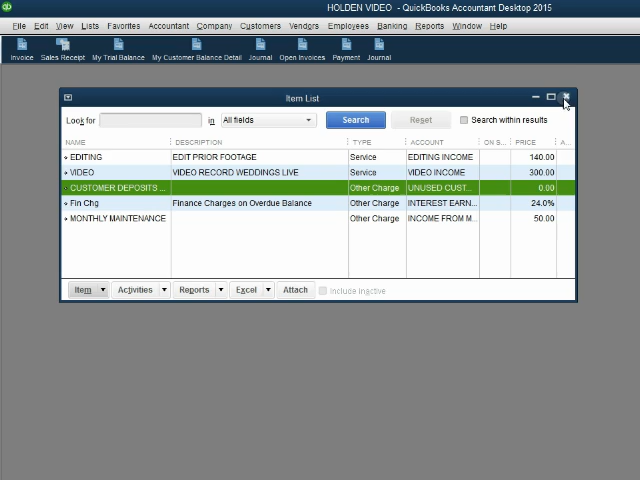 qb HOLDEN VIDEO - QuickBooks Accountant Desktop 2015
File Edit View Lists Favorites Accountant Company Customers Vendors Employees Banking Reports Window Help
Invoice Sales Receipt My Trial Balance My Customer Balance Detail Journal Open Invoices Payment Journal
Item List
Look for in All fields Search Reset Search within results
NAME DESCRIPTION TYPE ACCOUNT ON S... PRICE A...
EDITING EDIT PRIOR FOOTAGE Service EDITING INCOME 140.00
VIDEO VIDEO RECORD WEDDINGS LIVE Service VIDEO INCOME 300.00
CUSTOMER DEPOSITS ... Other Charge UNUSED CUST... 0.00
Fin Chg Finance Charges on Overdue Balance Other Charge INTEREST EARN... 24.0%
MONTHLY MAINTENANCE Other Charge INCOME FROM M... 50.00
Item Activities Reports Excel Attach Include inactive